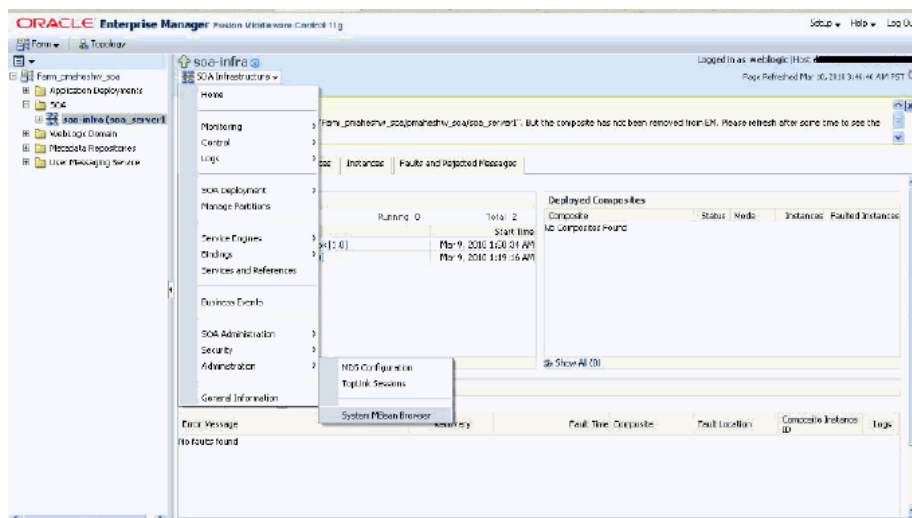 ORACLE Enterprise Manager Fusion Middleware Control 11g
Setup Help Log Ou
Farm Topology
soa-infra
Logged in as weblogic |Host
SOA Infrastructure
Page Refreshed Mar 30, 2010 3:46:46 AM PST
Farm_pmaheshw_soa
Application Deployments
SOA
soa-infra (soa_server1
WebLogic Domain
Metadata Repositories
User Messaging Service
Home
Monitoring
Control
Logs
SOA Deployment
Manage Partitions
Service Engines
Bindings
Services and References
Business Events
SOA Administration
Security
Administration
General Information
MDS Configuration
TopLink Sessions
System MBean Browser
/Farm_pmaheshw_soa/pmaheshw_soa/soa_server1". But the composite has not been removed from EM. Please refresh after some time to see the
Instances Faults and Rejected Messages
Running 0 Total 2
Start Time
[1.0] Mar 9, 2010
Mar 9, 2010 1:19:16 AM
Deployed Composites
Composite Status Mode Instances Faulted Instances
No Composites Found
Show All (0)
Error Message Recovery Fault Time Composite Fault Location Composite Instance ID Logs
No faults found